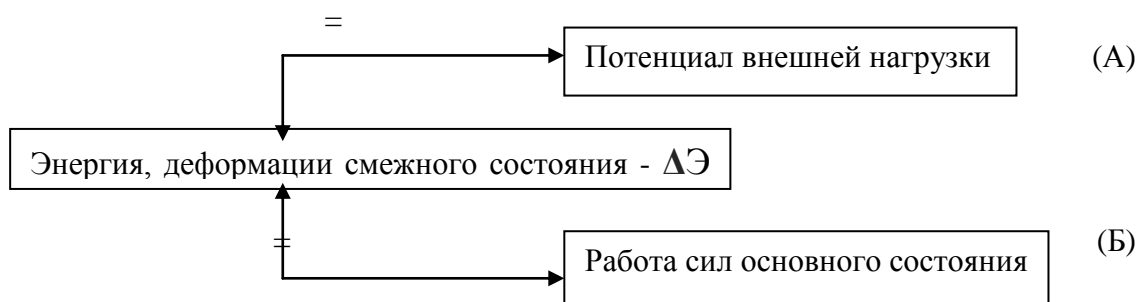 =
Потенциал внешней нагрузки
(А)
Энергия, деформации смежного состояния - ΔЭ
=
(Б)
Работа сил основного состояния